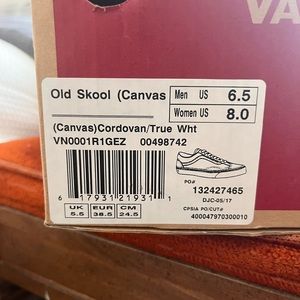 VA
Old Skool (Canvas
Men US 6.5
Women US 8.0
(Canvas)Cordovan/True Wht
VN0001R1GEZ 00498742
6 17931 21931 1
PO#
132427465
DJC-05/17
CPSIA PO/CUT#
400047970300010
UK EUR CM
5.5 38.5 24.5